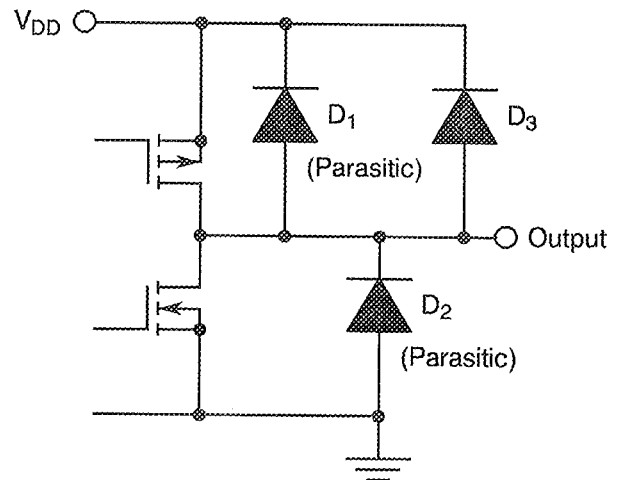 VDD
D1
(Parasitic)
D3
Output
D2
(Parasitic)